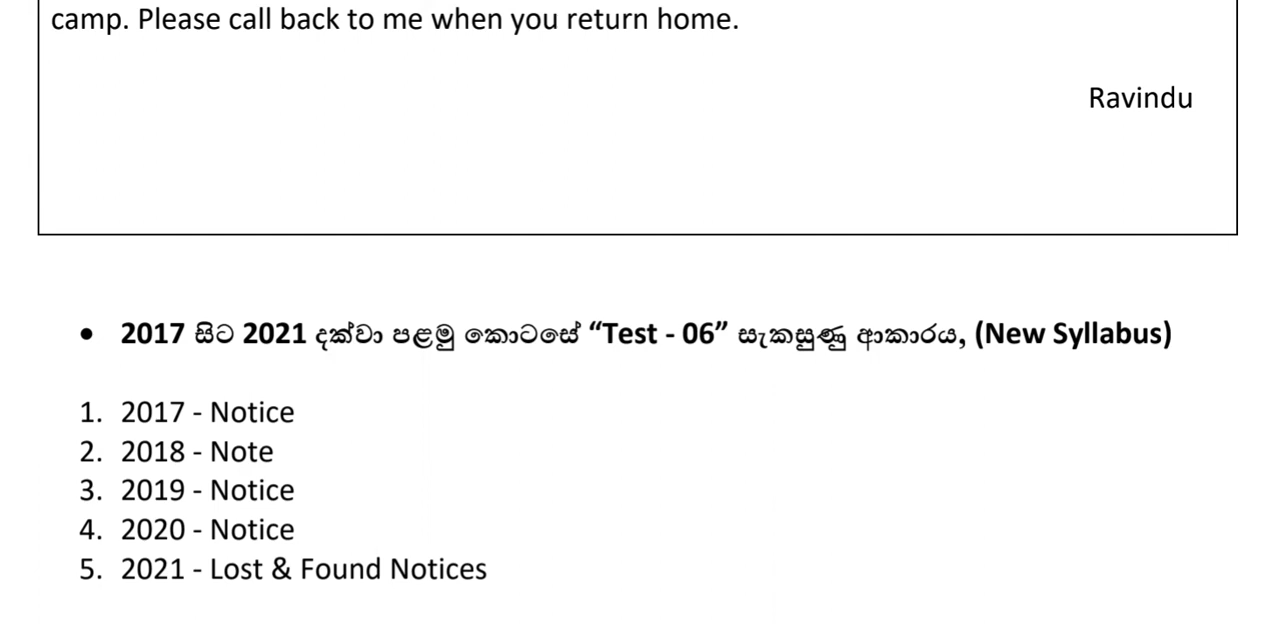 camp. Please call back to me when you return home.
Ravindu
• 2017 සිට 2021 දක්වා පළමු කොටසේ “Test - 06” සැකසුණු ආකාරය, (New Syllabus)
1. 2017 - Notice
2. 2018 - Note
3. 2019 - Notice
4. 2020 - Notice
5. 2021 - Lost & Found Notices